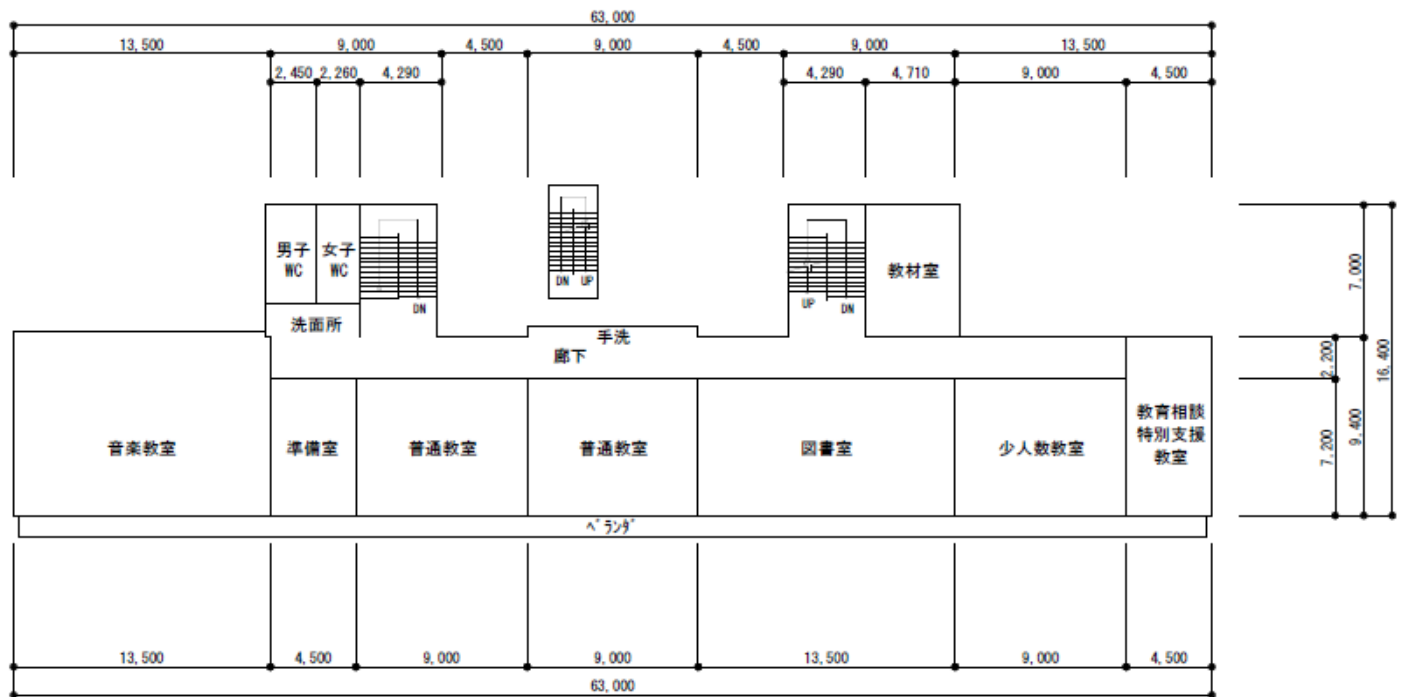 63,000
13,500 9,000 4,500 9,000 4,500 9,000 13,500
2,450 2,260 4,290 4,290 4,710 9,000 4,500
男子
WC
女子
WC
DN
DN UP
UP DN
教材室
洗面所
手洗
廊下
音楽教室
準備室
普通教室
普通教室
図書室
少人数教室
教育相談
特別支援
教室
ベランダ
7,000
2,200
16,400
9,400
7,200
13,500 4,500 9,000 9,000 13,500 9,000 4,500
63,000